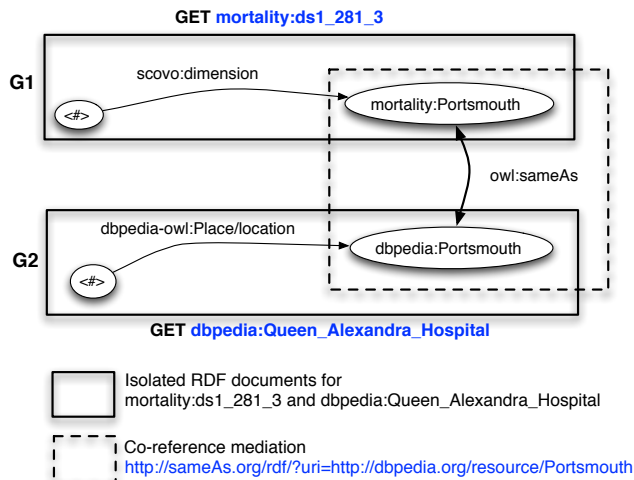 GET mortality:ds1_281_3
G1
scovo:dimension
<#>
mortality:Portsmouth
owl:sameAs
G2
dbpedia-owl:Place/location
<#>
dbpedia:Portsmouth
GET dbpedia:Queen_Alexandra_Hospital
Isolated RDF documents for
mortality:ds1_281_3 and dbpedia:Queen_Alexandra_Hospital
Co-reference mediation
http://sameAs.org/rdf/?uri=http://dbpedia.org/resource/Portsmouth